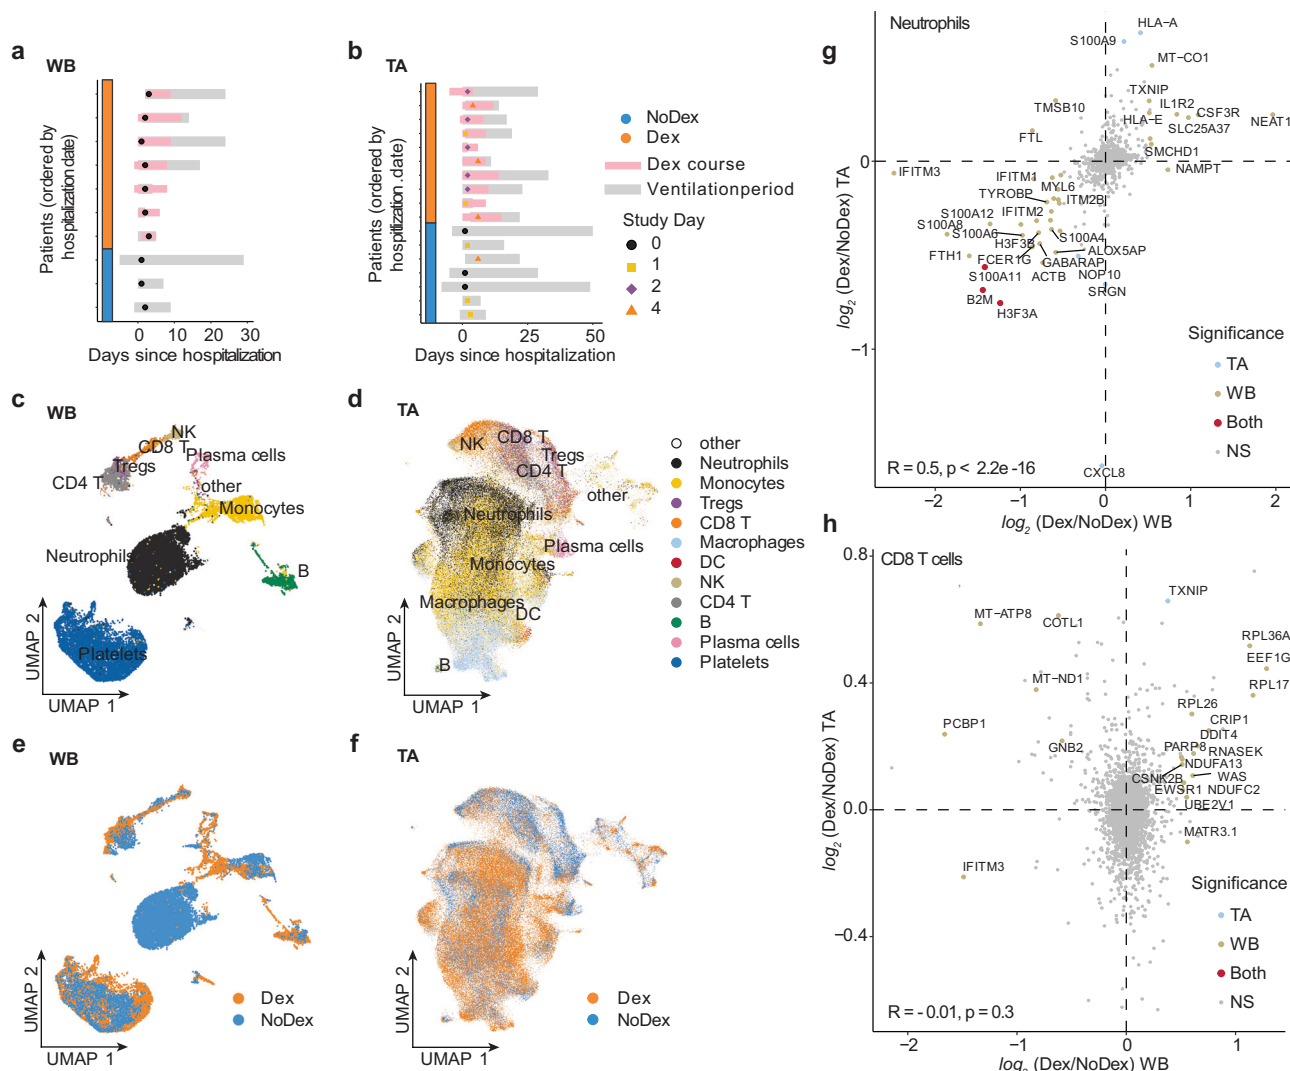 a
WB
Patients (ordered by
hospitalization date)
0
10
20
30
Days since hospitalization
b
TA
Patients (ordered by
hospitalization.date)
0
50
Days since hospitalization
NoDex
Dex
Dex course
Ventilationperiod
Study Day
0
1
2
4
c
WB
NK
CD8 T
Plasma cells
Tregs
CD4 T
other
Monocytes
Neutrophils
B
Platelets
UMAP 2
UMAP 1
d
TA
NK
CD8 T
Tregs
CD4 T
other
Neutrophils
Plasma cells
Monocytes
Macrophages
DC
B
UMAP 2
UMAP 1
other
Neutrophils
Monocytes
Tregs
CD8 T
Macrophages
DC
NK
CD4 T
B
Plasma cells
Platelets
e
WB
UMAP 2
UMAP 1
Dex
NoDex
f
TA
UMAP 2
UMAP 1
Dex
NoDex
g
Neutrophils
HLA−A
S100A9
MT−CO1
TXNIP
TMSB10
IL1R2
CSF3R
NEAT1
HLA−E
SLC25A37
FTL
SMCHD1
NAMPT
IFITM3
IFITM1
TYROBP
MYL6
ITM2B
S100A12
IFITM2
S100A8
S100A6
S100A4
H3F3B
ALOX5AP
FTH1
FCER1G
GABARAP
S100A11
ACTB
NOP10
B2M
SRGN
H3F3A
CXCL8
0
−1
log2 (Dex/NoDex) TA
Significance
TA
WB
Both
NS
R = 0.5, p < 2.2e -16
−2
−1
0
1
2
log2 (Dex/NoDex) WB
h
CD8 T cells
TXNIP
MT−ATP8
COTL1
RPL36A
EEF1G
MT−ND1
RPL17
RPL26
PCBP1
CRIP1
DDIT4
GNB2
PARP8
RNASEK
NDUFA13
CSNK2B
WAS
EWSR1
NDUFC2
UBE2V1
MATR3.1
IFITM3
0.8
0.4
0.0
−0.4
log2 (Dex/NoDex) TA
Significance
TA
WB
Both
NS
R = - 0.01, p = 0.3
−2
−1
0
1
log2 (Dex/NoDex) WB